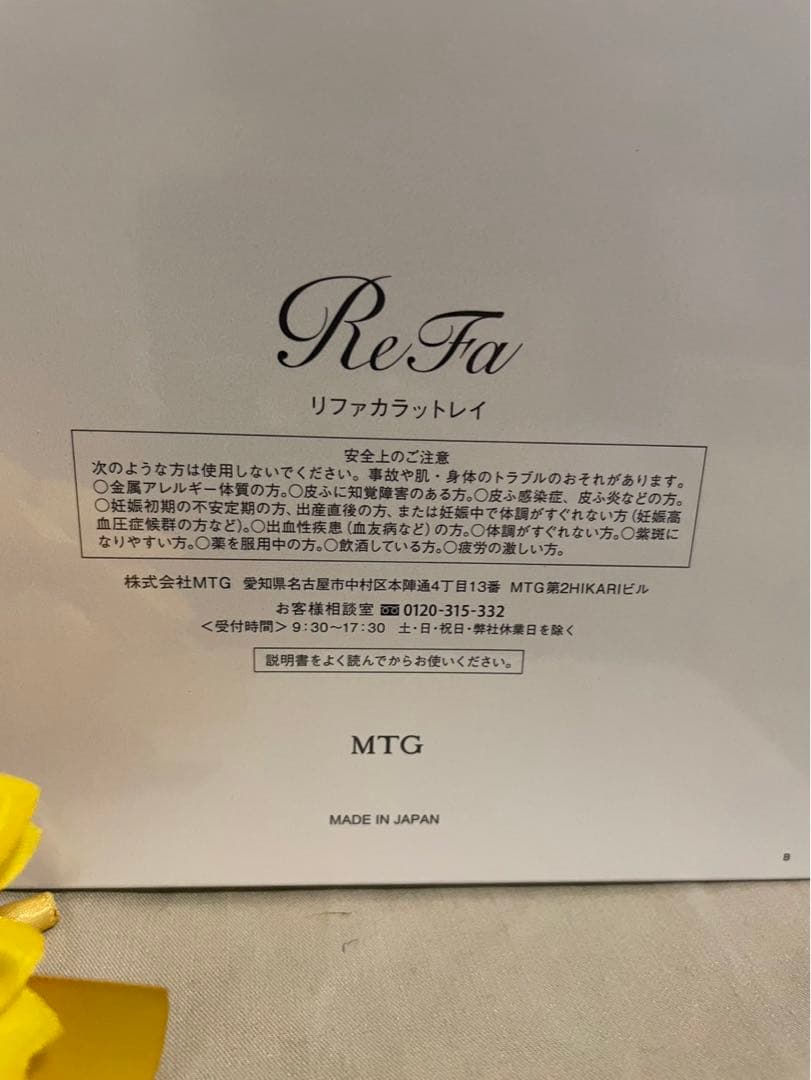 ReFa
リファカラットレイ
安全上のご注意
次のような方は使用しないでください。事故や肌・身体のトラブルのおそれがあります。
○金属アレルギー体質の方。○皮ふに知覚障害のある方。○皮ふ感染症、皮ふ炎などの方。
○妊娠初期の不安定期の方、出産直後の方、または妊娠中で体調がすぐれない方（妊娠高
血圧症候群の方など）。○出血性疾患（血友病など）の方。○体調がすぐれない方。○紫斑に
なりやすい方。○薬を服用中の方。○飲酒している方。○疲労の激しい方。
株式会社MTG 愛知県名古屋市中村区本陣通4丁目13番 MTG第2HIKARIビル
お客様相談室 0120-315-332
＜受付時間＞9:30〜17:30 土・日・祝日・弊社休業日を除く
説明書をよく読んでからお使いください。
MTG
MADE IN JAPAN
B